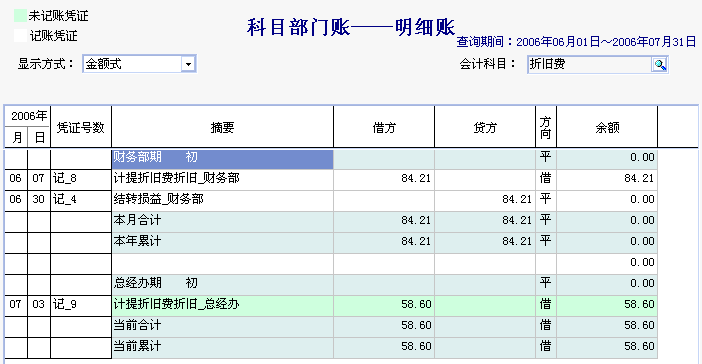 未记账凭证
记账凭证
科目部门账——明细账
查询期间：2006年06月01日～2006年07月31日
显示方式： 金额式
会计科目： 折旧费
2006年 凭证号数 摘要 借方 贷方 方向 余额
月 日
财务部期 初 平 0.00
06 07 记_8 计提折旧费折旧_财务部 84.21 借 84.21
06 30 记_4 结转损益_财务部 84.21 平 0.00
本月合计 84.21 84.21 平 0.00
本年累计 84.21 84.21 平 0.00
0.00
总经办期 初 平 0.00
07 03 记_9 计提折旧费折旧_总经办 58.60 借 58.60
当前合计 58.60 借 58.60
当前累计 58.60 借 58.60